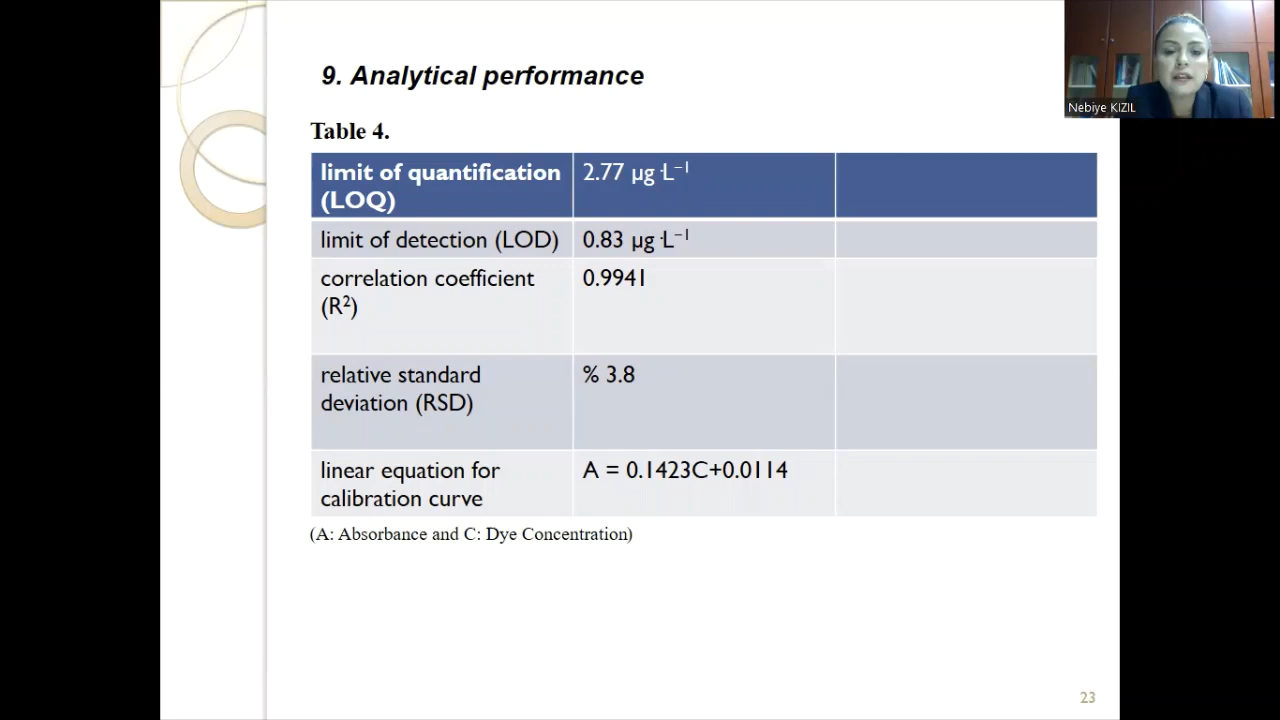 9. Analytical performance
Nebiye KIZIL
Table 4.
limit of quantification 2.77 µg·L⁻¹
(LOQ)
limit of detection (LOD) 0.83 µg·L⁻¹
correlation coefficient 0.9941
(R²)
relative standard % 3.8
deviation (RSD)
linear equation for A = 0.1423C+0.0114
calibration curve
(A: Absorbance and C: Dye Concentration)
23